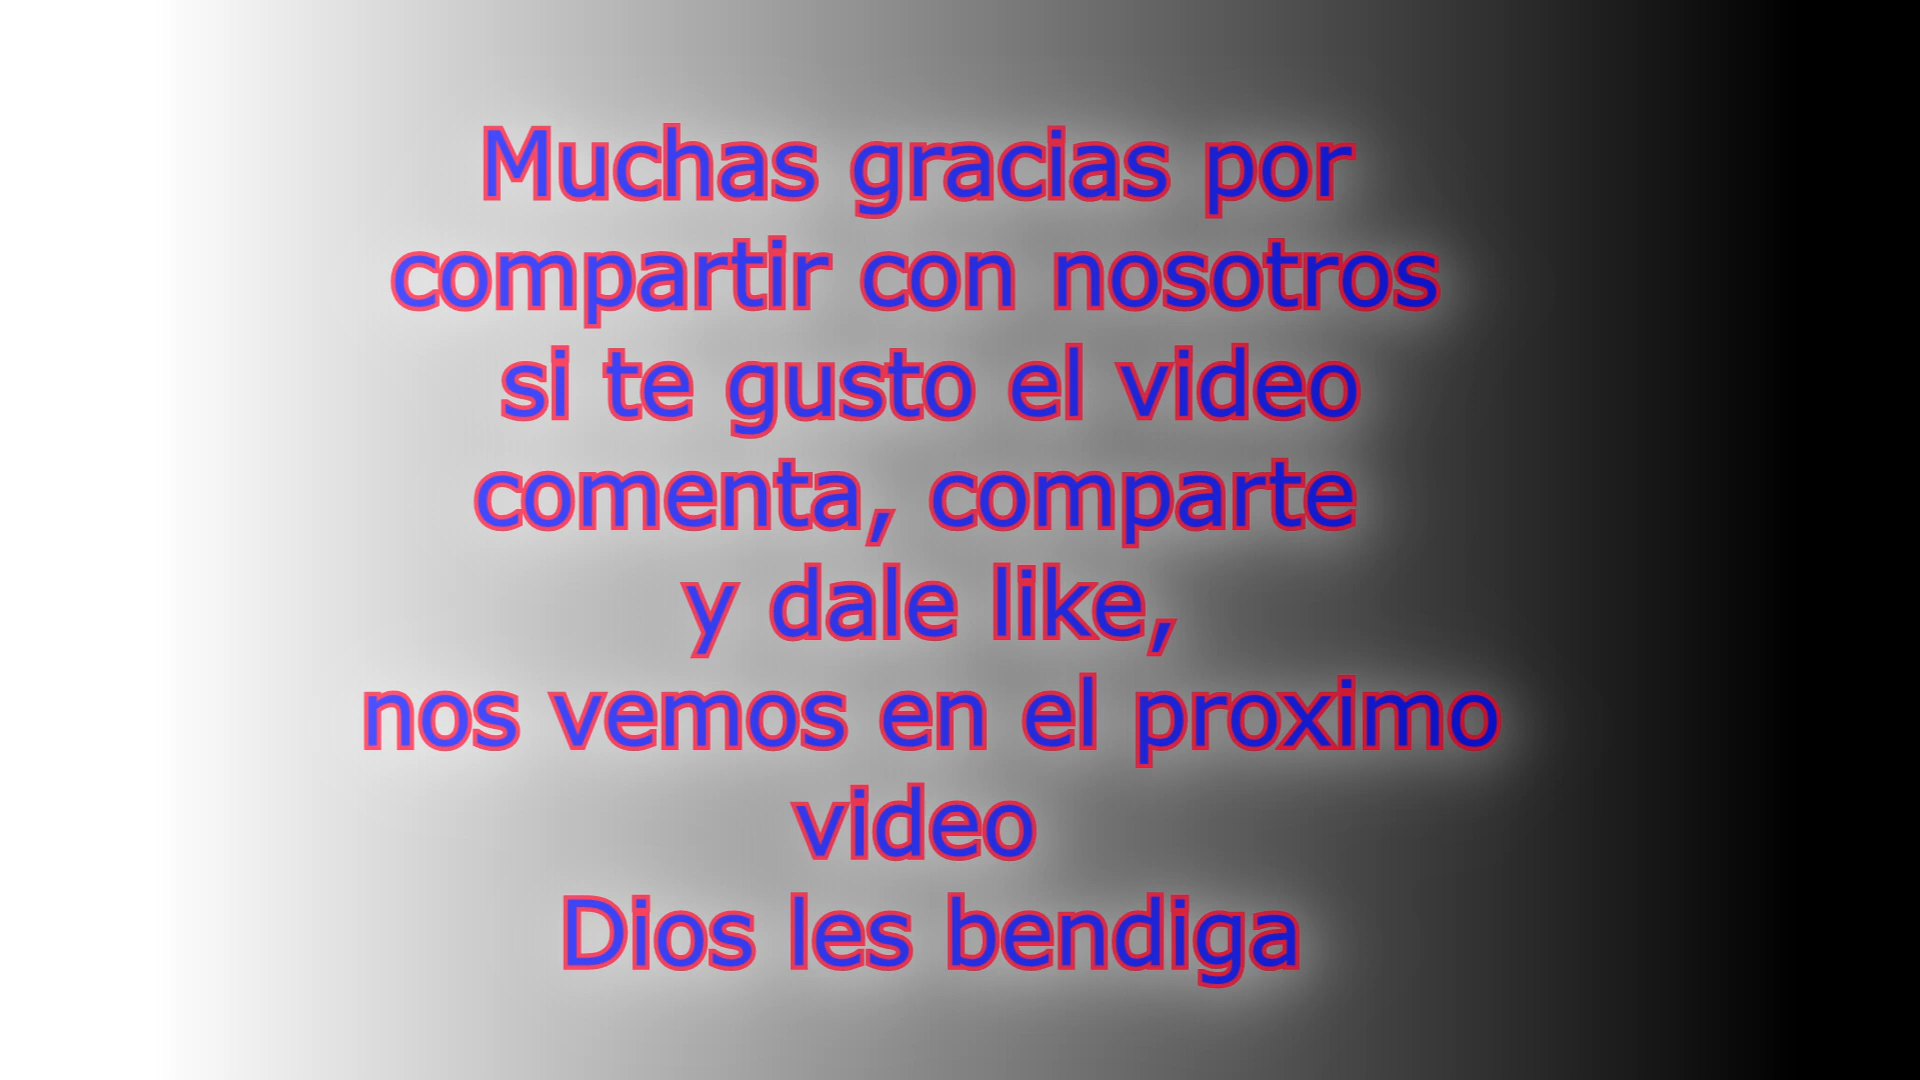 Muchas gracias por
compartir con nosotros
si te gusto el video
comenta, comparte
y dale like,
nos vemos en el proximo
video
Dios les bendiga